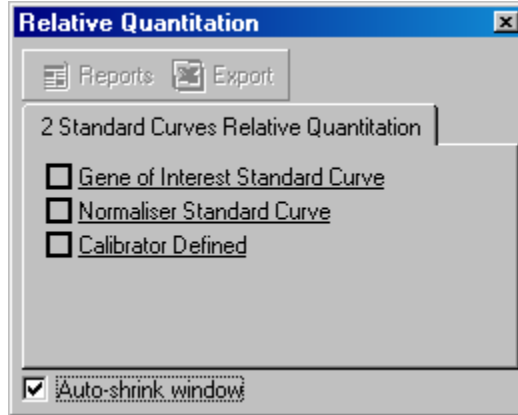 Relative Quantitation
Reports Export
2 Standard Curves Relative Quantitation
Gene of Interest Standard Curve
Normaliser Standard Curve
Calibrator Defined
Auto-shrink window